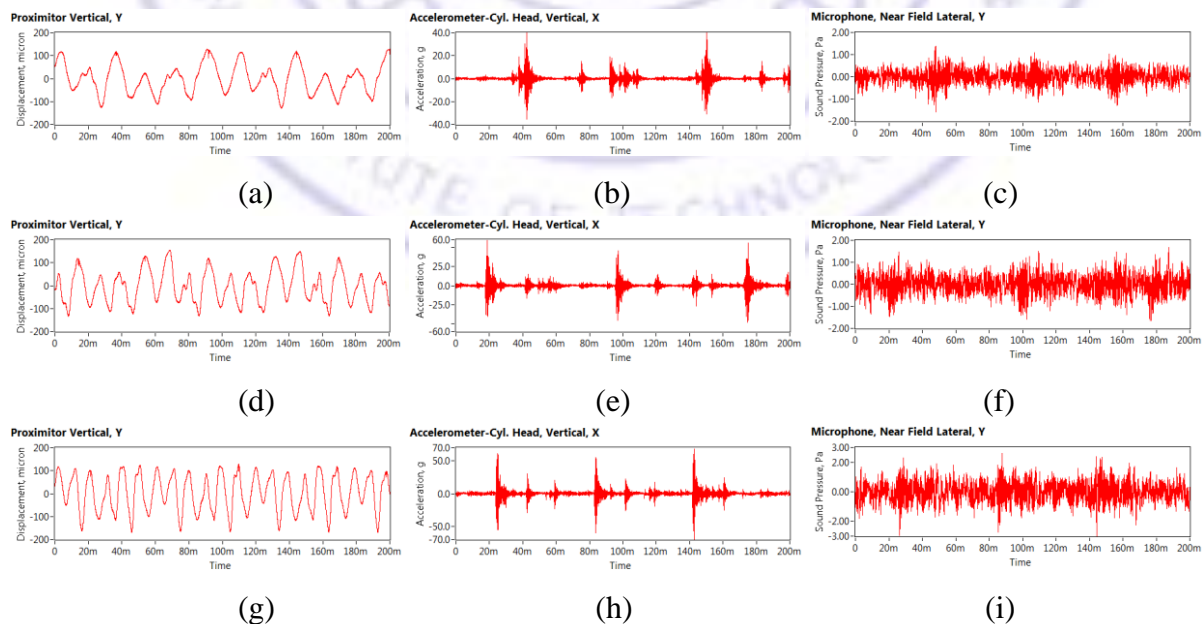 Proximitor Vertical, Y
Accelerometer-Cyl. Head, Vertical, X
Microphone, Near Field Lateral, Y
Displacement, micron
200
100
0
-100
-200
0 20m 40m 60m 80m 100m 120m 140m 160m 180m 200m
Time
Acceleration, g
40.0
20.0
0.0
-20.0
-40.0
0 20m 40m 60m 80m 100m 120m 140m 160m 180m 200m
Time
Sound Pressure, Pa
2.00
1.00
0.00
-1.00
-2.00
0 20m 40m 60m 80m 100m 120m 140m 160m 180m 200m
Time
(a) (b) (c)
Proximitor Vertical, Y
Accelerometer-Cyl. Head, Vertical, X
Microphone, Near Field Lateral, Y
Displacement, micron
200
100
0
-100
-200
0 20m 40m 60m 80m 100m 120m 140m 160m 180m 200m
Time
Acceleration, g
60.0
25.0
0.0
-25.0
-60.0
0 20m 40m 60m 80m 100m 120m 140m 160m 180m 200m
Time
Sound Pressure, Pa
2.00
1.00
0.00
-1.00
-2.00
0 20m 40m 60m 80m 100m 120m 140m 160m 180m 200m
Time
(d) (e) (f)
Proximitor Vertical, Y
Accelerometer-Cyl. Head, Vertical, X
Microphone, Near Field Lateral, Y
Displacement, micron
200
100
0
-100
-200
0 20m 40m 60m 80m 100m 120m 140m 160m 180m 200m
Time
Acceleration, g
70.0
50.0
0.0
-50.0
-70.0
0 20m 40m 60m 80m 100m 120m 140m 160m 180m 200m
Time
Sound Pressure, Pa
3.00
2.00
0.00
-2.00
-3.00
0 20m 40m 60m 80m 100m 120m 140m 160m 180m 200m
Time
(g) (h) (i)